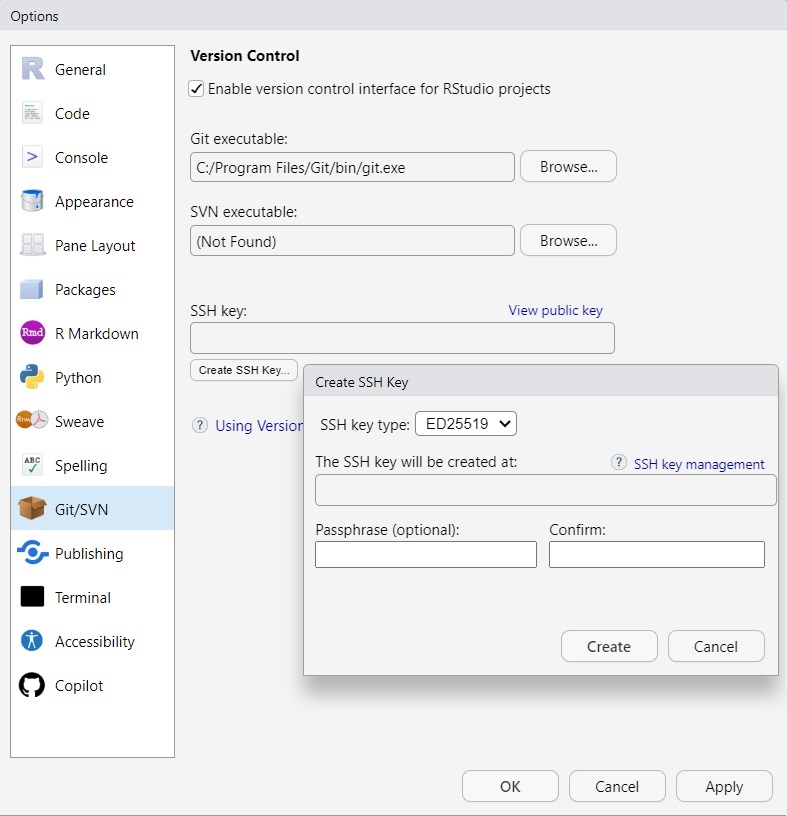 Options
General
Code
Console
Appearance
Pane Layout
Packages
Rmd R Markdown
Python
Sweave
ABC Spelling
Git/SVN
Publishing
Terminal
Accessibility
Copilot
Version Control
Enable version control interface for RStudio projects
Git executable:
C:/Program Files/Git/bin/git.exe Browse...
SVN executable:
(Not Found) Browse...
SSH key: View public key
Create SSH Key...
? Using Version
Create SSH Key
SSH key type: ED25519
The SSH key will be created at: ? SSH key management
Passphrase (optional): Confirm:
Create Cancel
OK Cancel Apply